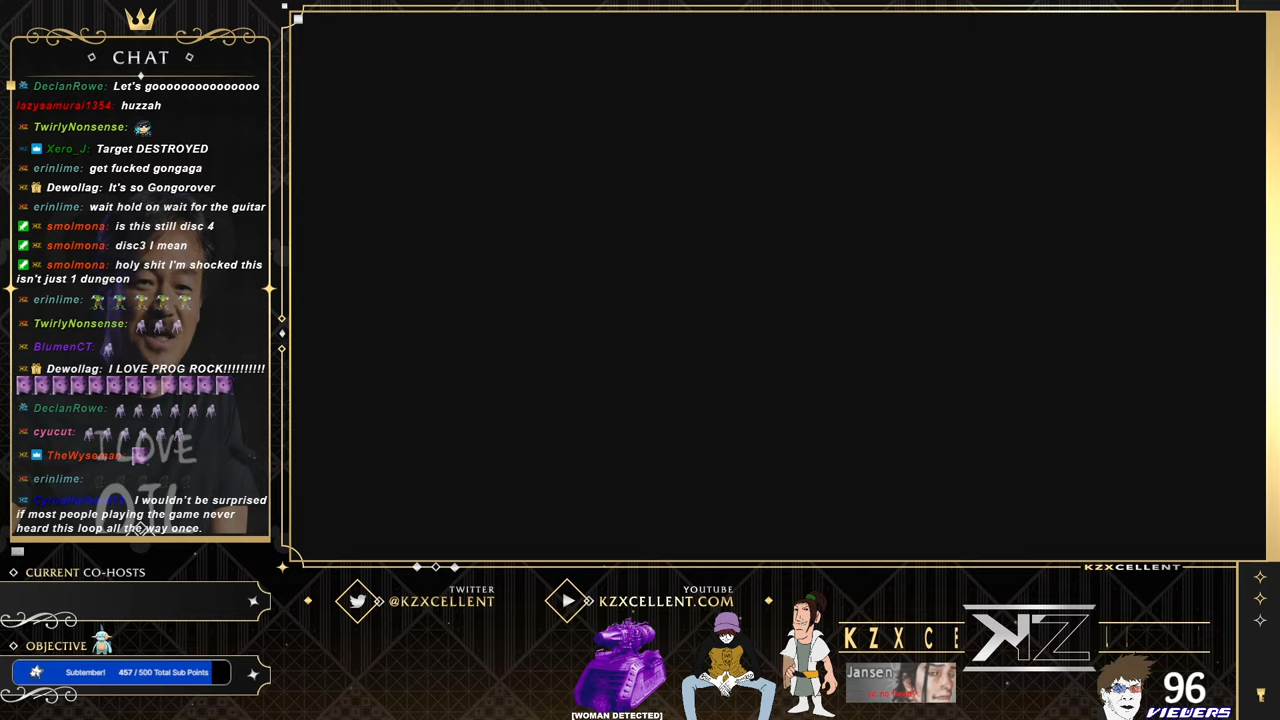 CHAT
DeclanRowe: Let's gooooooooooooooo
lazysamurai1354: huzzah
TwirlyNonsense:
Xero_J: Target DESTROYED
erinlime: get fucked gongaga
Dewollag: It's so Gongorover
erinlime: wait hold on wait for the guitar
smolmona: is this still disc 4
smolmona: disc3 I mean
smolmona: holy shit I'm shocked this
isn't just 1 dungeon
erinlime:
TwirlyNonsense:
BlumenCT:
Dewollag: I LOVE PROG ROCK!!!!!!!!!!
DeclanRowe:
cyucut:
I LOVE
TheWyseman:
erinlime:
I wouldn't be surprised
if most people playing the game never
heard this loop all the way once.
CURRENT CO-HOSTS
OBJECTIVE
Subtember! 457 / 500 Total Sub Points
TWITTER
@KZXCELLENT
YOUTUBE
KZXCELLENT.COM
[WOMAN DETECTED]
KZXCELLENT
K Z X C E
KZ
Jansen
96
VIEWERS